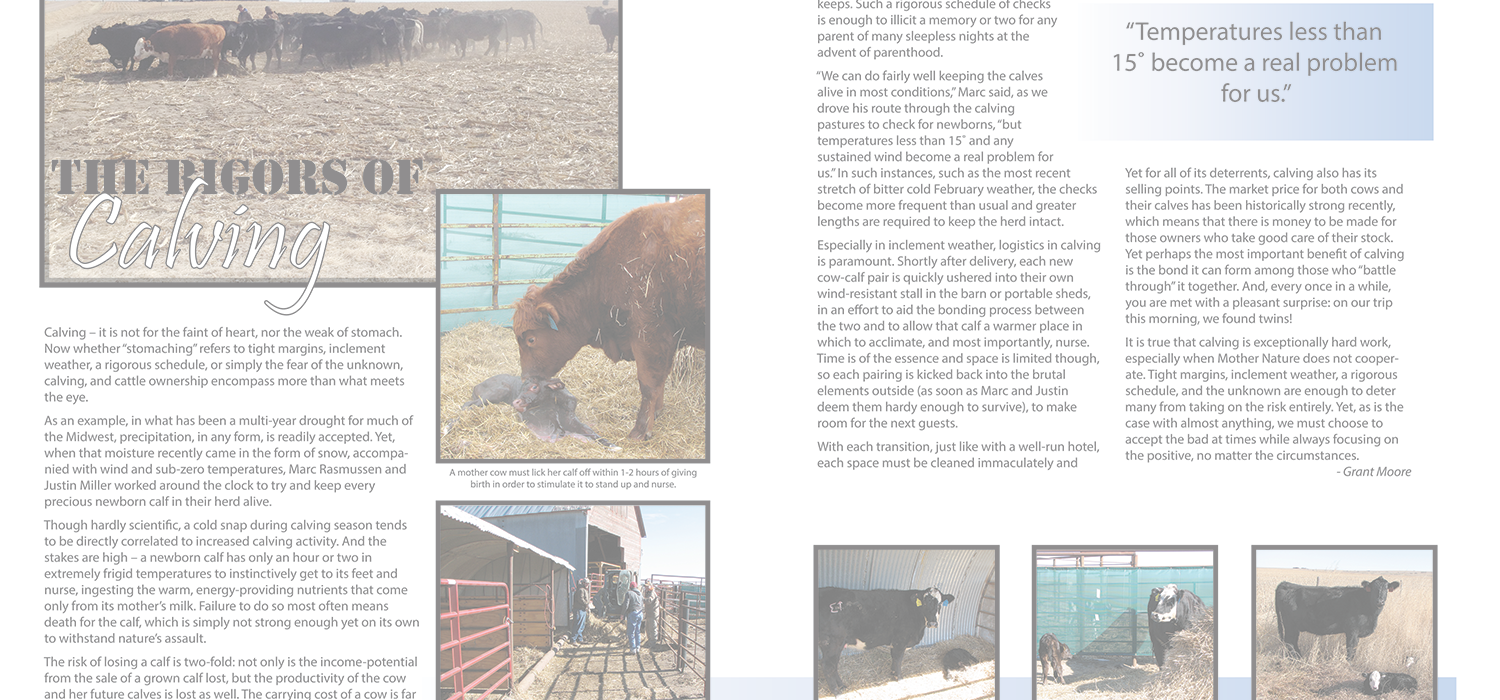 THE RIGORS OF
Calving
Calving – it is not for the faint of heart, nor the weak of stomach.
Now whether “stomaching” refers to tight margins, inclement
weather, a rigorous schedule, or simply the fear of the unknown,
calving, and cattle ownership encompass more than what meets
the eye.
As an example, in what has been a multi-year drought for much of
the Midwest, precipitation, in any form, is readily accepted. Yet,
when that moisture recently came in the form of snow, accompa-
nied with wind and sub-zero temperatures, Marc Rasmussen and
Justin Miller worked around the clock to try and keep every
precious newborn calf in their herd alive.
Though hardly scientific, a cold snap during calving season tends
to be directly correlated to increased calving activity. And the
stakes are high – a newborn calf has only an hour or two in
extremely frigid temperatures to instinctively get to its feet and
nurse, ingesting the warm, energy-providing nutrients that come
only from its mother’s milk. Failure to do so most often means
death for the calf, which is simply not strong enough yet on its own
to withstand nature’s assault.
The risk of losing a calf is two-fold: not only is the income-potential
from the sale of a grown calf lost, but the productivity of the cow
and her future calves is lost as well. The carrying cost of a cow is far
A mother cow must lick her calf off within 1-2 hours of giving
birth in order to stimulate it to stand up and nurse.
keeps. Such a rigorous schedule of checks
is enough to illicit a memory or two for any
parent of many sleepless nights at the
advent of parenthood.
“We can do fairly well keeping the calves
alive in most conditions,” Marc said, as we
drove his route through the calving
pastures to check for newborns, “but
temperatures less than 15˚ and any
sustained wind become a real problem for
us.” In such instances, such as the most recent
stretch of bitter cold February weather, the checks
become more frequent than usual and greater
lengths are required to keep the herd intact.
Especially in inclement weather, logistics in calving
is paramount. Shortly after delivery, each new
cow-calf pair is quickly ushered into their own
wind-resistant stall in the barn or portable sheds,
in an effort to aid the bonding process between
the two and to allow that calf a warmer place in
which to acclimate, and most importantly, nurse.
Time is of the essence and space is limited though,
so each pairing is kicked back into the brutal
elements outside (as soon as Marc and Justin
deem them hardy enough to survive), to make
room for the next guests.
With each transition, just like with a well-run hotel,
each space must be cleaned immaculately and
“Temperatures less than
15˚ become a real problem
for us.”
Yet for all of its deterrents, calving also has its
selling points. The market price for both cows and
their calves has been historically strong recently,
which means that there is money to be made for
those owners who take good care of their stock.
Yet perhaps the most important benefit of calving
is the bond it can form among those who “battle
through” it together. And, every once in a while,
you are met with a pleasant surprise: on our trip
this morning, we found twins!
It is true that calving is exceptionally hard work,
especially when Mother Nature does not cooper-
ate. Tight margins, inclement weather, a rigorous
schedule, and the unknown are enough to deter
many from taking on the risk entirely. Yet, as is the
case with almost anything, we must choose to
accept the bad at times while always focusing on
the positive, no matter the circumstances.
- Grant Moore